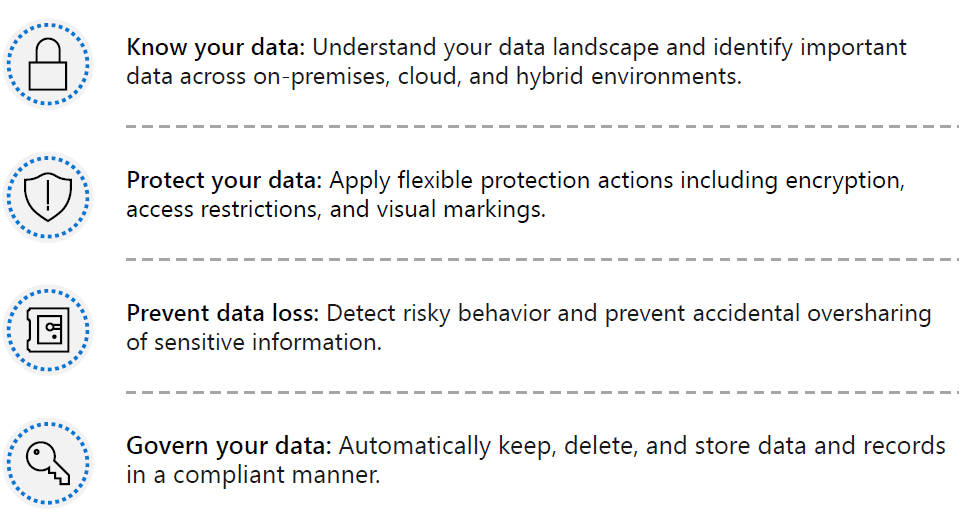 Know your data: Understand your data landscape and identify important
data across on-premises, cloud, and hybrid environments.
Protect your data: Apply flexible protection actions including encryption,
access restrictions, and visual markings.
Prevent data loss: Detect risky behavior and prevent accidental oversharing
of sensitive information.
Govern your data: Automatically keep, delete, and store data and records
in a compliant manner.